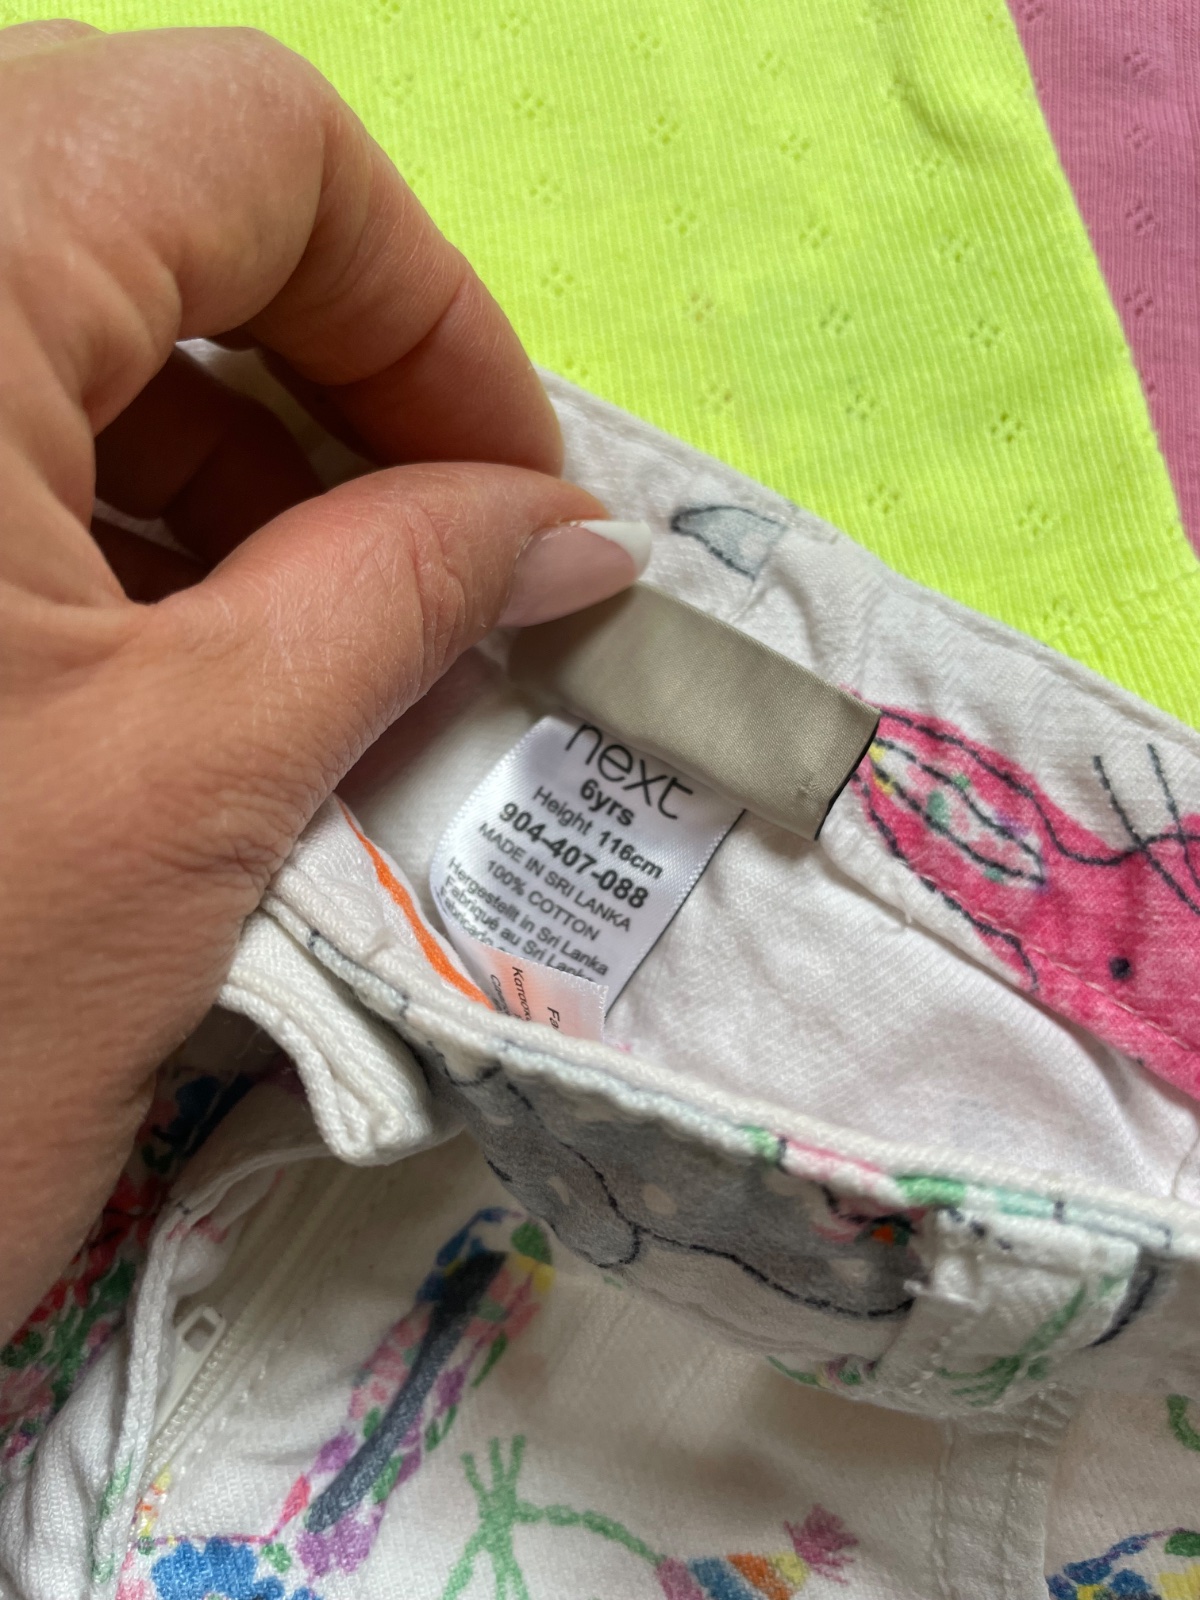 next
6yrs
Height 116cm
904-407-088
MADE IN SRI LANKA
100% COTTON
Hergestellt in Sri Lanka
Fabriqué au Sri Lanka